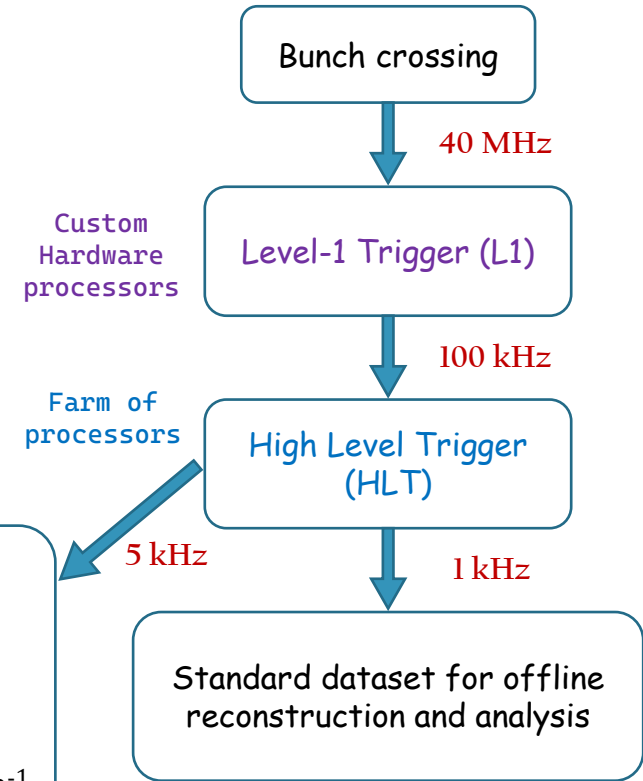 Bunch crossing
40 MHz
Custom
Hardware
processors
Level-1 Trigger (L1)
100 kHz
Farm of
processors
High Level Trigger
(HLT)
5 kHz
1 kHz
Standard dataset for offline
reconstruction and analysis